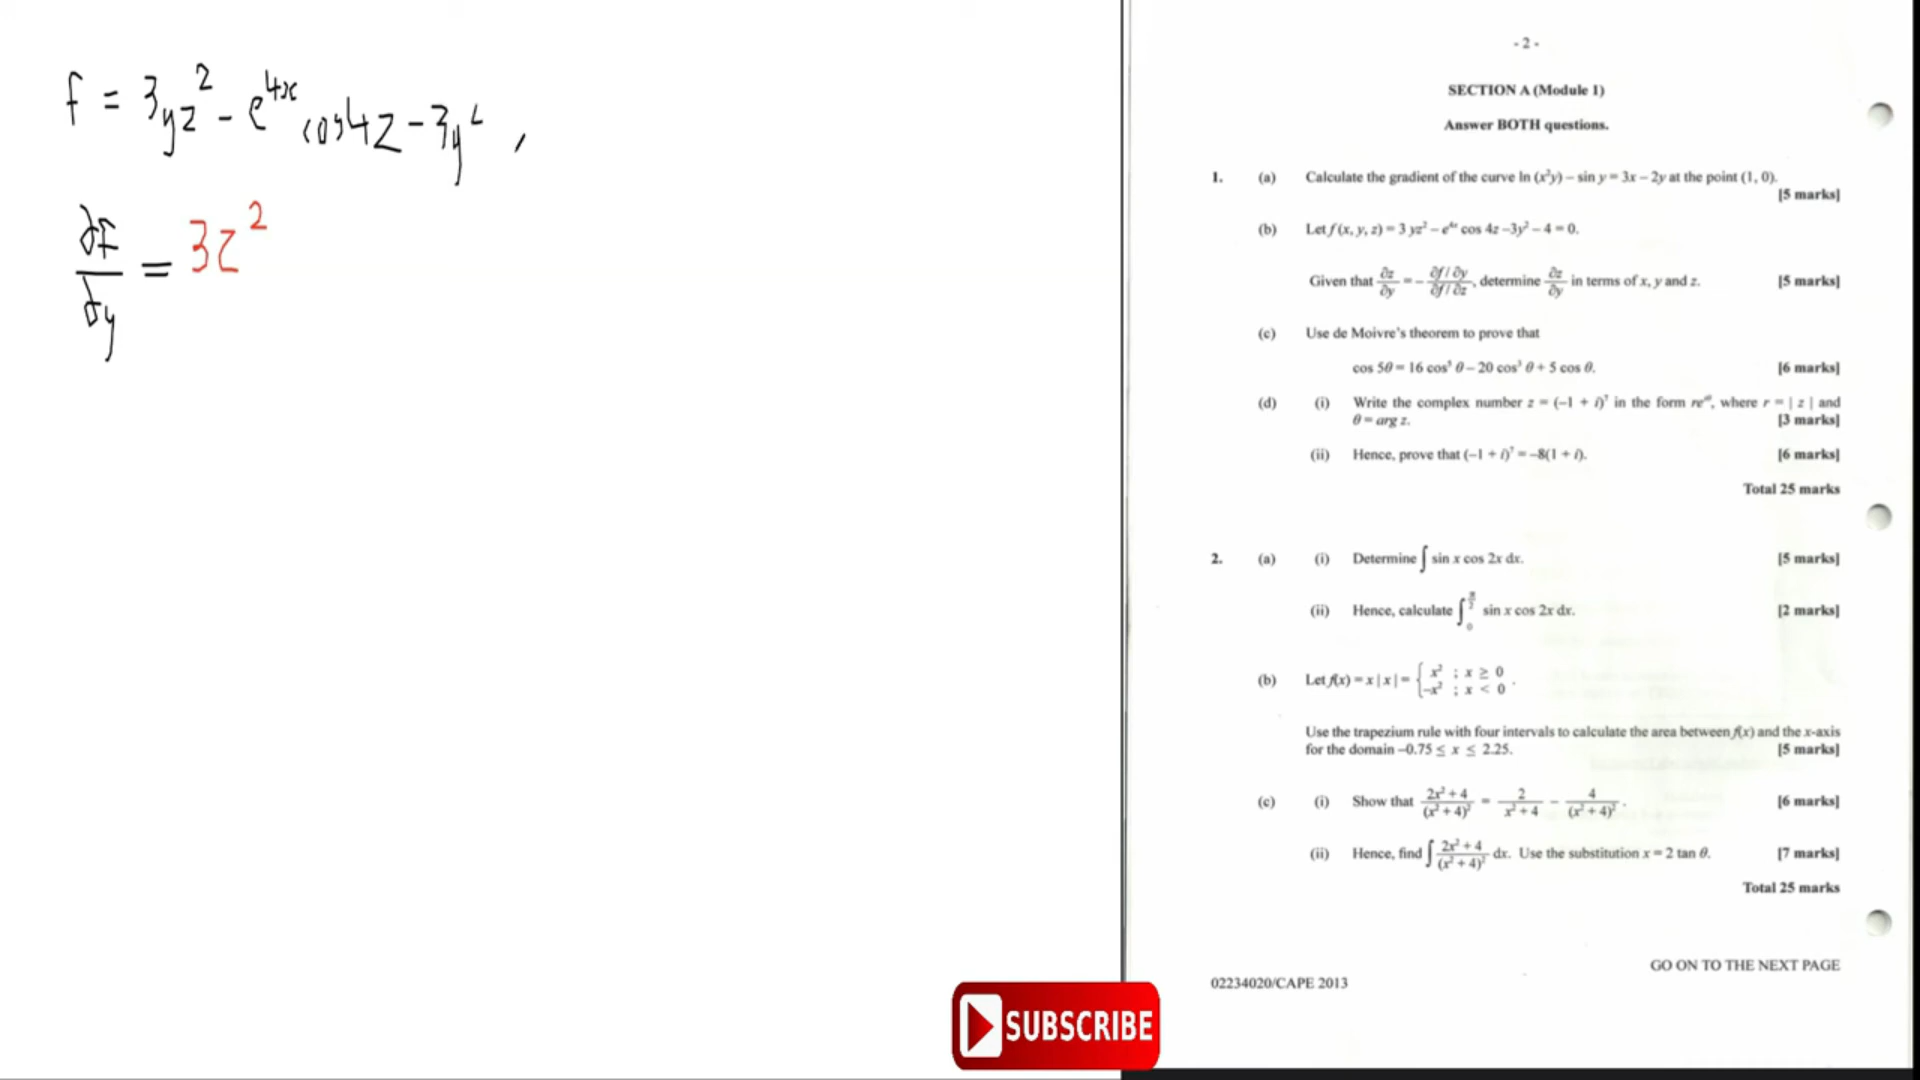 f = 3yz² - e⁴ˣ cos4z - 3y²,
∂f/∂y = 3z²
- 2 -
SECTION A (Module 1)
Answer BOTH questions.
1. (a) Calculate the gradient of the curve ln (x²y) – sin y = 3x – 2y at the point (1, 0).
[5 marks]
(b) Let f (x, y, z) = 3 yz² – e⁴ˣ cos 4z –3y² – 4 = 0.
Given that ∂z/∂y = – (∂f / ∂y)/(∂f / ∂z), determine ∂z/∂y in terms of x, y and z. [5 marks]
(c) Use de Moivre's theorem to prove that
cos 5θ = 16 cos⁵ θ – 20 cos³ θ + 5 cos θ. [6 marks]
(d) (i) Write the complex number z = (–1 + i)⁷ in the form re^{iθ}, where r = | z | and
θ = arg z. [3 marks]
(ii) Hence, prove that (–1 + i)⁷ = –8(1 + i). [6 marks]
Total 25 marks
2. (a) (i) Determine ∫ sin x cos 2x dx. [5 marks]
(ii) Hence, calculate ∫₀^{π/2} sin x cos 2x dx. [2 marks]
(b) Let f(x) = x | x | = { x² ; x ≥ 0
–x² ; x < 0 .
Use the trapezium rule with four intervals to calculate the area between f(x) and the x-axis
for the domain –0.75 ≤ x ≤ 2.25. [5 marks]
(c) (i) Show that (2x² + 4)/(x² + 4)² = 2/(x² + 4) – 4/(x² + 4)² . [6 marks]
(ii) Hence, find ∫ (2x² + 4)/(x² + 4)² dx. Use the substitution x = 2 tan θ. [7 marks]
Total 25 marks
GO ON TO THE NEXT PAGE
02234020/CAPE 2013
SUBSCRIBE